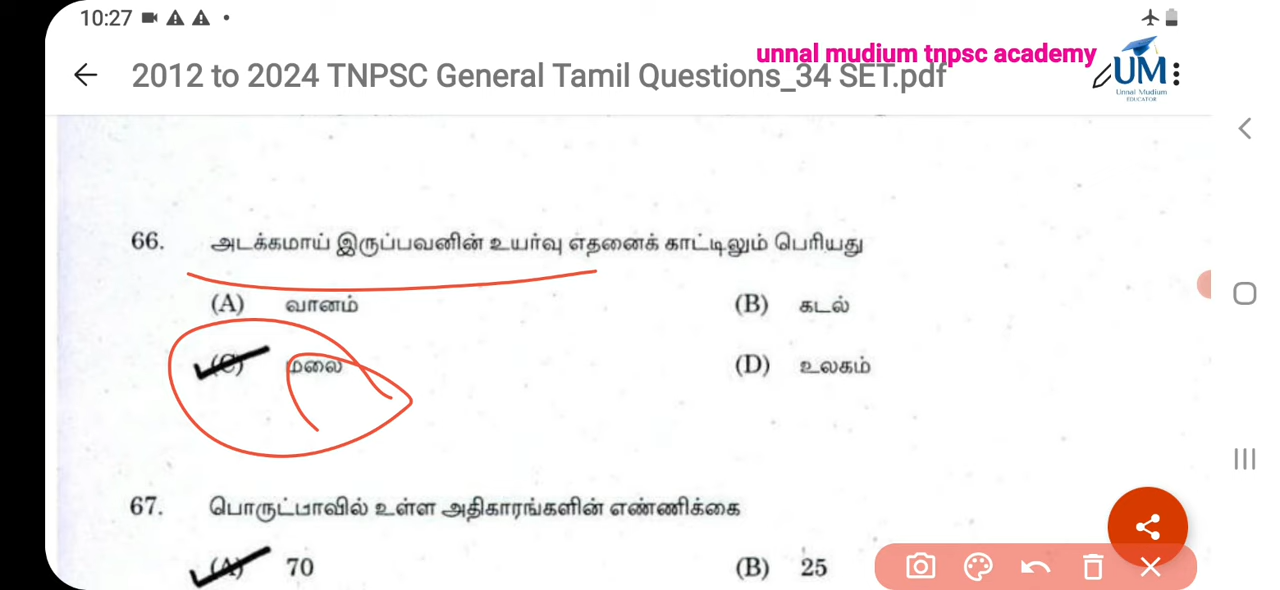 10:27
unnal mudium tnpsc academy
2012 to 2024 TNPSC General Tamil Questions_34 SET.pdf
UM
Unnal Mudium
EDUCATOR
66. அடக்கமாய் இருப்பவனின் உயர்வு எதனைக் காட்டிலும் பெரியது
(A) வானம் (B) கடல்
(C) மலை (D) உலகம்
67. பொருட்பாவில் உள்ள அதிகாரங்களின் எண்ணிக்கை
(A) 70 (B) 25